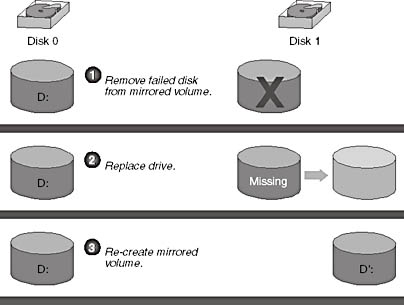 Disk 0
Disk 1
D:
1 Remove failed disk
from mirrored volume.
X
D:
2 Replace drive.
Missing
D:
3 Re-create mirrored
volume.
D':